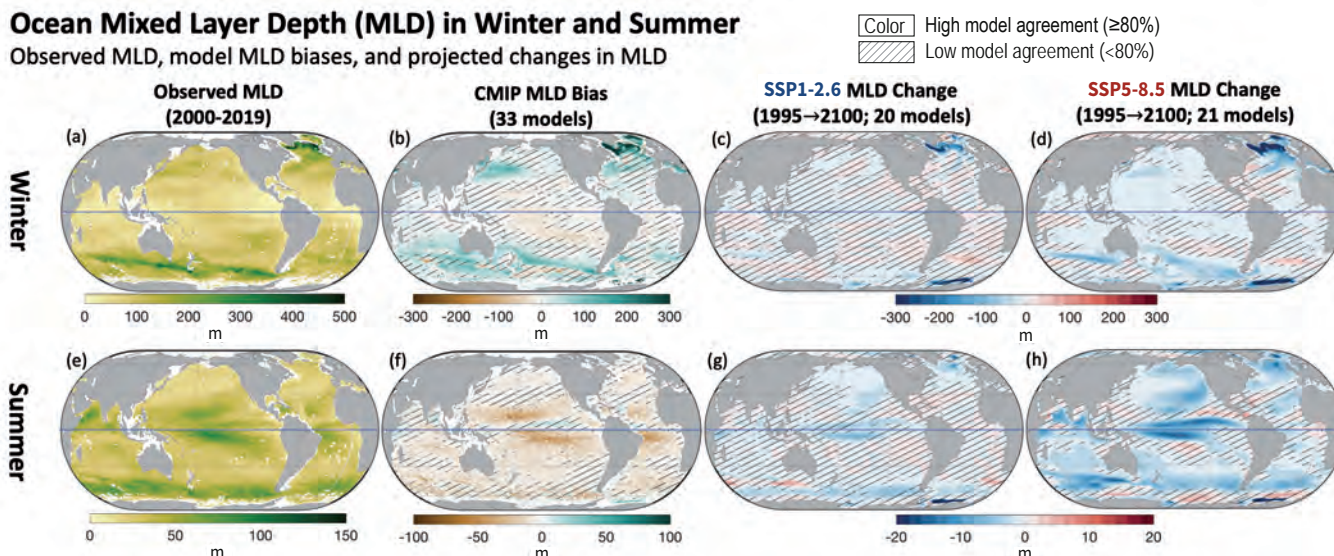 Ocean Mixed Layer Depth (MLD) in Winter and Summer
Observed MLD, model MLD biases, and projected changes in MLD
Color High model agreement (≥80%)
Low model agreement (<80%)
Observed MLD
(2000-2019)
CMIP MLD Bias
(33 models)
SSP1-2.6 MLD Change
(1995→2100; 20 models)
SSP5-8.5 MLD Change
(1995→2100; 21 models)
Winter
(a)
(b)
(c)
(d)
0 100 200 300 400 500
m
-300 -200 -100 0 100 200 300
m
-300 -200 -100 0 100 200 300
m
Summer
(e)
(f)
(g)
(h)
0 50 100 150
m
-100 -50 0 50 100
m
-20 -10 0 10 20
m